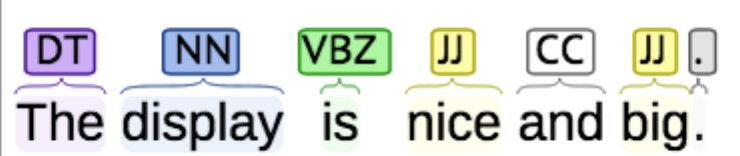 DT NN VBZ JJ CC JJ .
The display is nice and big.